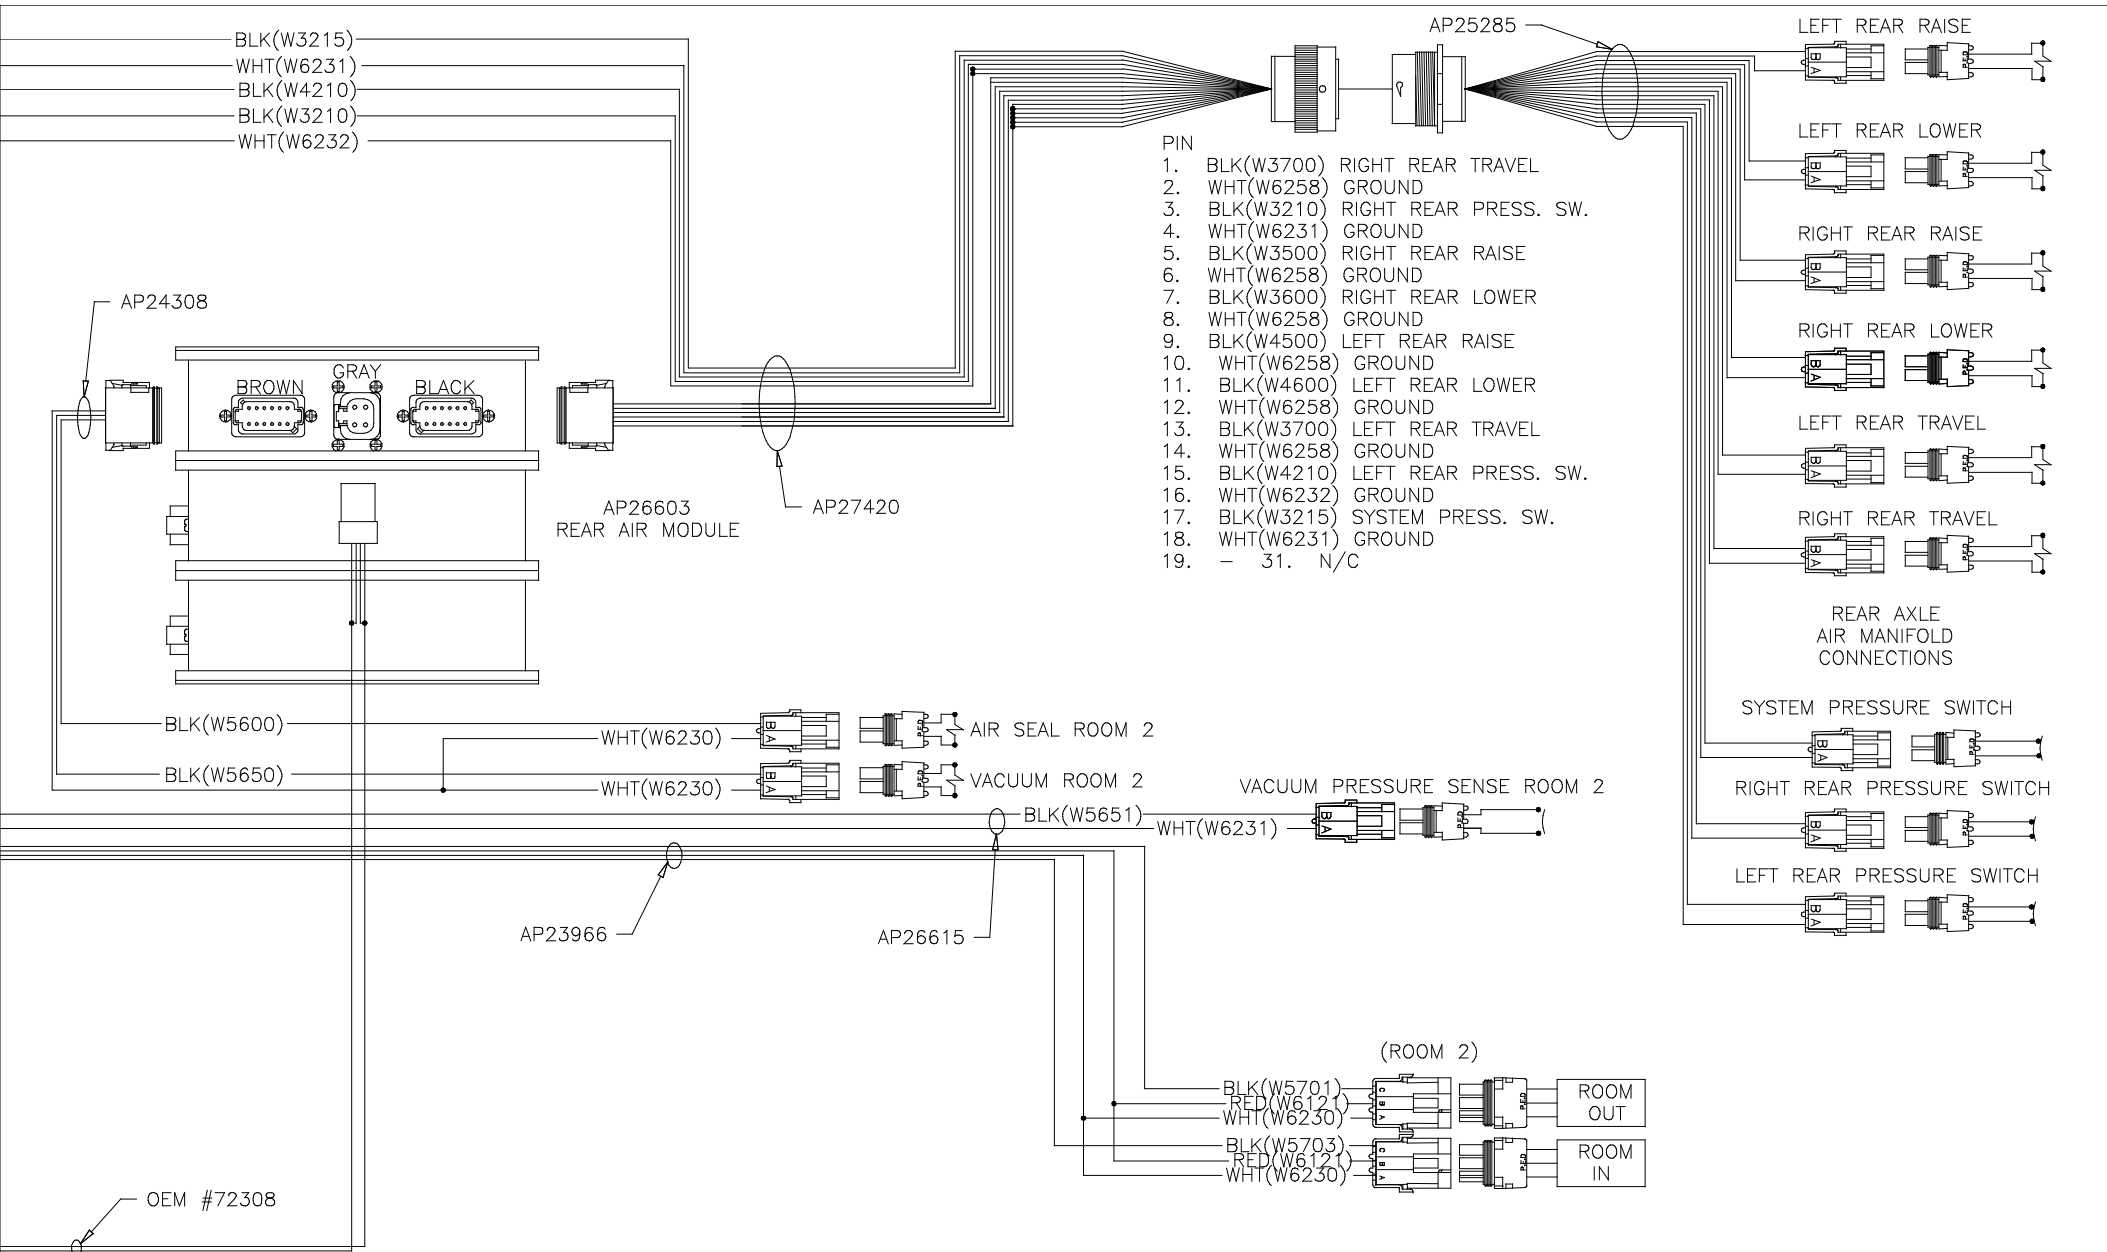 BLK(W3215)
WHT(W6231)
BLK(W4210)
BLK(W3210)
WHT(W6232)
AP25285
LEFT REAR RAISE
LEFT REAR LOWER
RIGHT REAR RAISE
RIGHT REAR LOWER
LEFT REAR TRAVEL
RIGHT REAR TRAVEL
REAR AXLE
AIR MANIFOLD
CONNECTIONS
SYSTEM PRESSURE SWITCH
RIGHT REAR PRESSURE SWITCH
LEFT REAR PRESSURE SWITCH
PIN
1. BLK(W3700) RIGHT REAR TRAVEL
2. WHT(W6258) GROUND
3. BLK(W3210) RIGHT REAR PRESS. SW.
4. WHT(W6231) GROUND
5. BLK(W3500) RIGHT REAR RAISE
6. WHT(W6258) GROUND
7. BLK(W3600) RIGHT REAR LOWER
8. WHT(W6258) GROUND
9. BLK(W4500) LEFT REAR RAISE
10. WHT(W6258) GROUND
11. BLK(W4600) LEFT REAR LOWER
12. WHT(W6258) GROUND
13. BLK(W3700) LEFT REAR TRAVEL
14. WHT(W6258) GROUND
15. BLK(W4210) LEFT REAR PRESS. SW.
16. WHT(W6232) GROUND
17. BLK(W3215) SYSTEM PRESS. SW.
18. WHT(W6231) GROUND
19. – 31. N/C
AP24308
BROWN
GRAY
BLACK
AP26603
REAR AIR MODULE
AP27420
BLK(W5600)
WHT(W6230)
B
A
AIR SEAL ROOM 2
BLK(W5650)
WHT(W6230)
B
A
VACUUM ROOM 2
VACUUM PRESSURE SENSE ROOM 2
BLK(W5651)
WHT(W6231)
B
A
AP23966
AP26615
(ROOM 2)
BLK(W5701)
RED(W6121)
WHT(W6230)
C
B
A
ROOM
OUT
BLK(W5703)
RED(W6121)
WHT(W6230)
C
B
A
ROOM
IN
OEM #72308